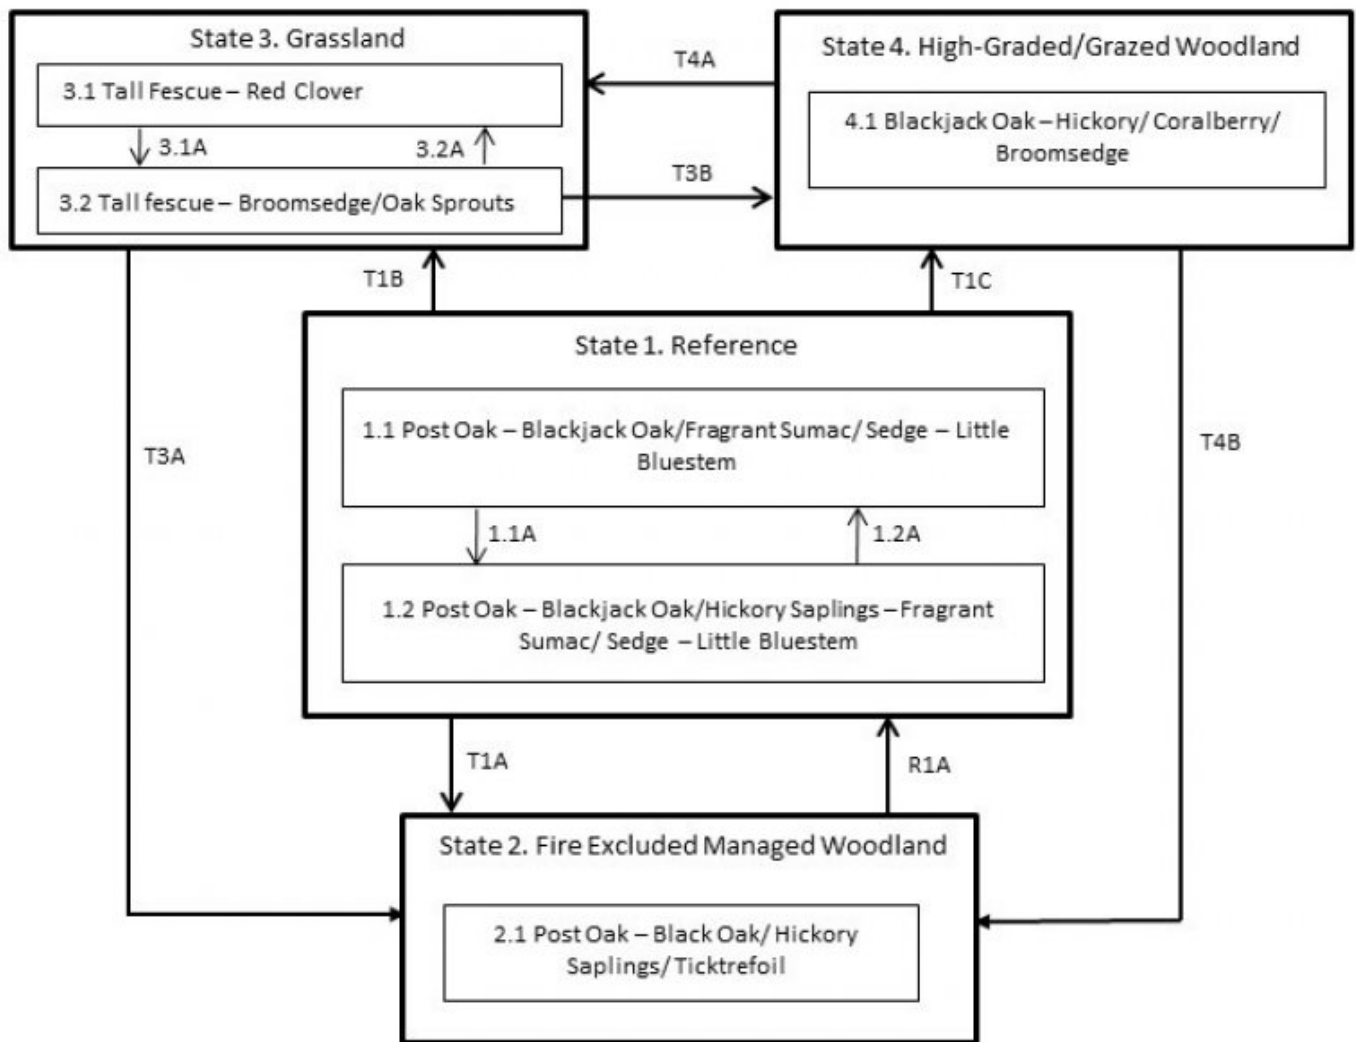 State 3. Grassland
3.1 Tall Fescue – Red Clover
3.1A
3.2A
3.2 Tall fescue – Broomsedge/Oak Sprouts
T4A
T3B
State 4. High-Graded/Grazed Woodland
4.1 Blackjack Oak – Hickory/ Coralberry/
Broomsedge
T1B
T1C
State 1. Reference
1.1 Post Oak – Blackjack Oak/Fragrant Sumac/ Sedge – Little
Bluestem
1.1A
1.2A
1.2 Post Oak – Blackjack Oak/Hickory Saplings – Fragrant
Sumac/ Sedge – Little Bluestem
T3A
T4B
T1A
R1A
State 2. Fire Excluded Managed Woodland
2.1 Post Oak – Black Oak/ Hickory
Saplings/ Ticktrefoil